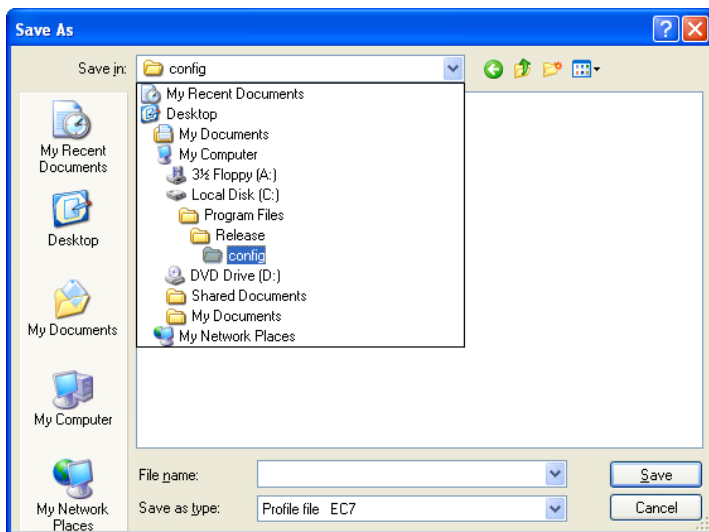 Save As
Save in:
config
My Recent Documents
Desktop
My Documents
My Computer
3½ Floppy (A:)
Local Disk (C:)
Program Files
Release
config
DVD Drive (D:)
Shared Documents
My Documents
My Network Places
My Recent
Documents
Desktop
My Documents
My Computer
My Network
Places
File name:
Save
Save as type:
Profile file EC7
Cancel